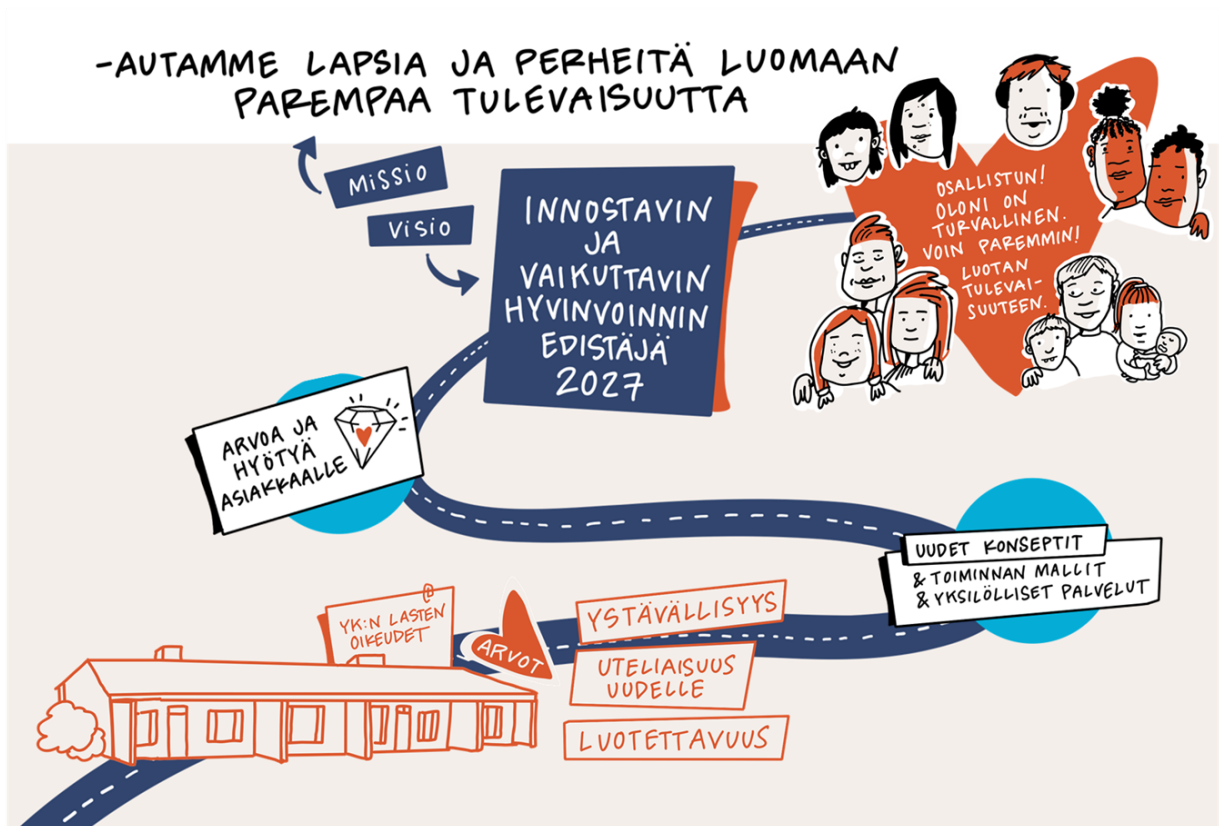 -AUTAMME LAPSIA JA PERHEITÄ LUOMAAN
PAREMPAA TULEVAISUUTTA
MISSIO
VISIO
INNOSTAVIN
JA
VAIKUTTAVIN
HYVINVOINNIN
EDISTÄJÄ
2027
OSALLISTUN!
OLONI ON
TURVALLINEN.
VOIN PAREMMIN!
LUOTAN
TULEVAI-
SUUTEEN.
ARVOA JA
HYÖTYÄ
ASIAKKAALLE
UUDET KONSEPTIT
& TOIMINNAN MALLIT
& YKSILÖLLISET PALVELUT
@
YK:N LASTEN
OIKEUDET
ARVOT
YSTÄVÄLLISYYS
UTELIAISUUS
UUDELLE
LUOTETTAVUUS